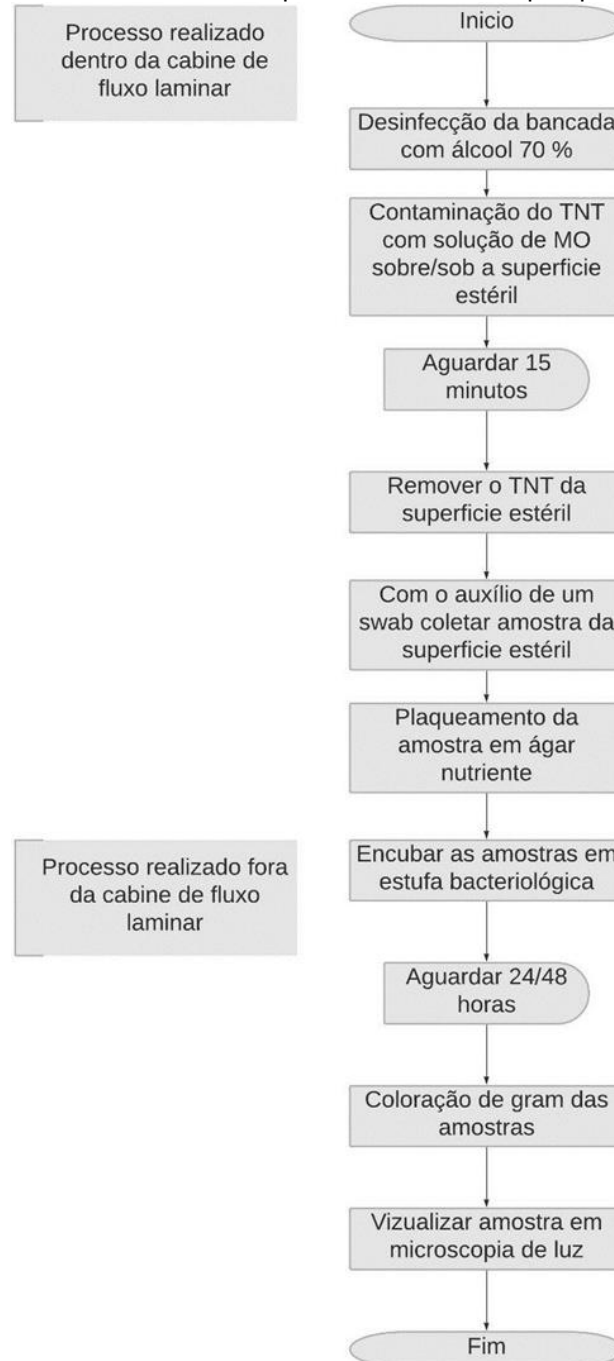 Processo realizado
dentro da cabine de
fluxo laminar
Inicio
Desinfecção da bancada
com álcool 70 %
Contaminação do TNT
com solução de MO
sobre/sob a superficie
estéril
Aguardar 15
minutos
Remover o TNT da
superficie estéril
Com o auxílio de um
swab coletar amostra da
superficie estéril
Plaqueamento da
amostra em ágar
nutriente
Processo realizado fora
da cabine de fluxo
laminar
Encubar as amostras em
estufa bacteriológica
Aguardar 24/48
horas
Coloração de gram das
amostras
Vizualizar amostra em
microscopia de luz
Fim